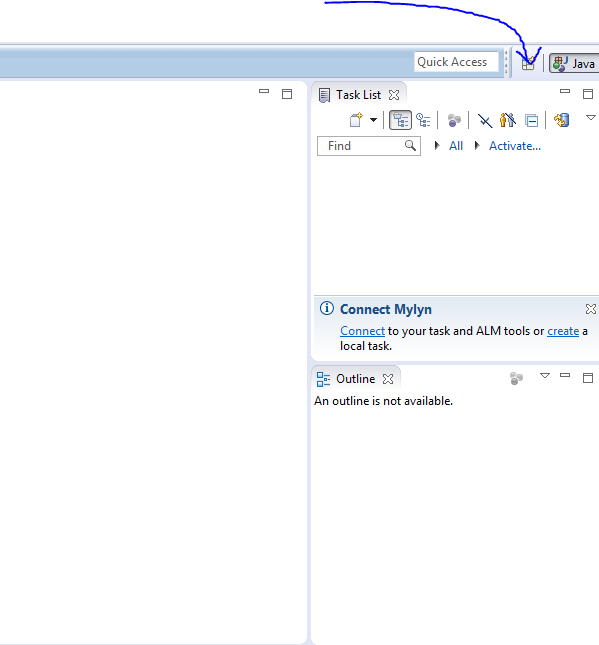 Quick Access
Java
Task List
Find
All
Activate...
Connect Mylyn
Connect to your task and ALM tools or create a
local task.
Outline
An outline is not available.